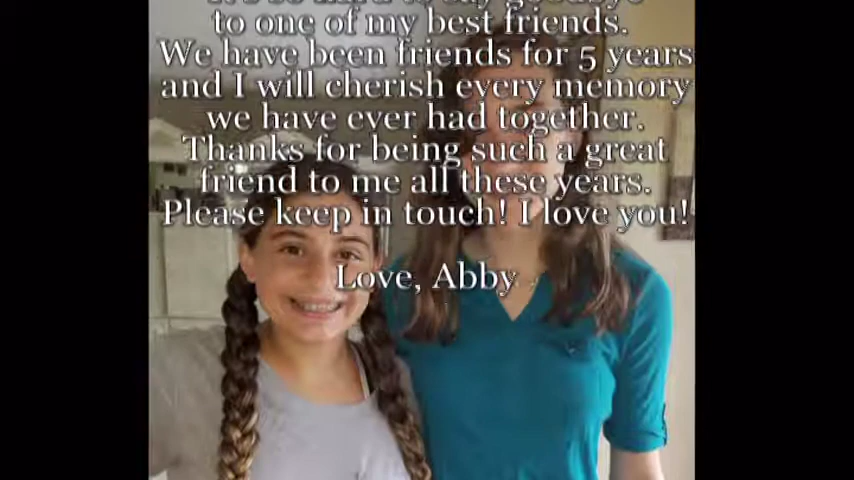 to one of my best friends.
We have been friends for 5 years
and I will cherish every memory
we have ever had together.
Thanks for being such a great
friend to me all these years.
Please keep in touch! I love you!
Love, Abby